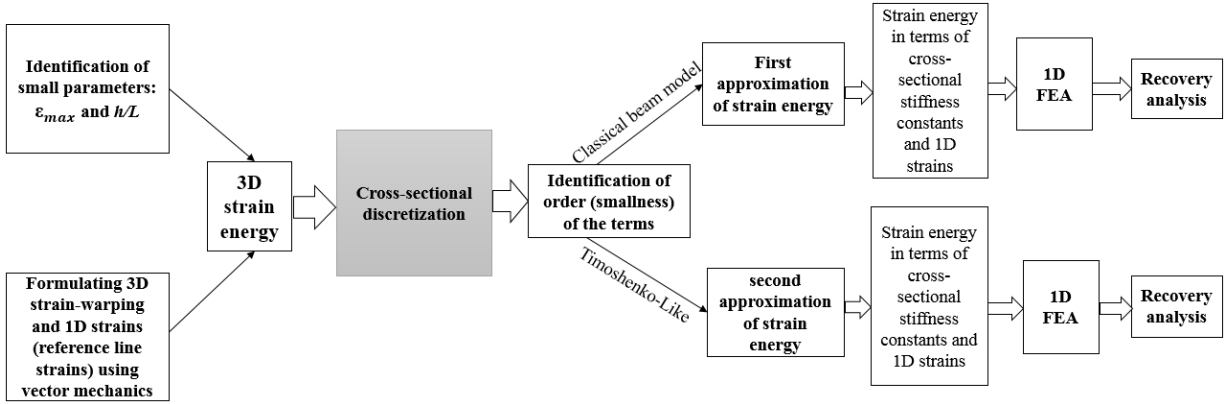 Identification of
small parameters:
ε_max and h/L
Formulating 3D
strain-warping
and 1D strains
(reference line
strains) using
vector mechanics
3D
strain
energy
Cross-sectional
discretization
Identification of
order (smallness)
of the terms
Classical beam model
First
approximation
of strain energy
Strain energy
in terms of
cross-
sectional
stiffness
constants
and 1D
strains
1D
FEA
Recovery
analysis
Timoshenko-Like
second
approximation
of strain
energy
Strain energy
in terms of
cross-
sectional
stiffness
constants and
1D strains
1D
FEA
Recovery
analysis